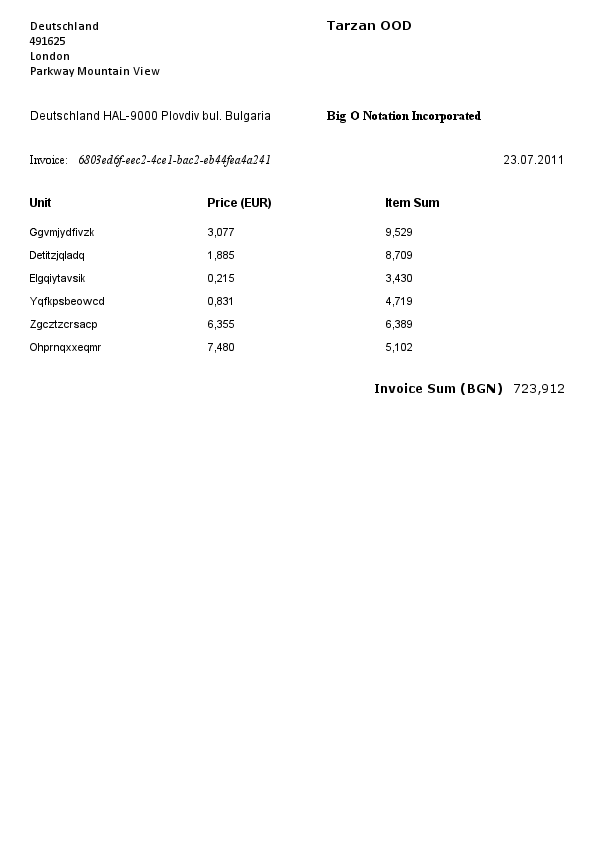 Deutschland
491625
London
Parkway Mountain View
Tarzan OOD
Deutschland HAL-9000 Plovdiv bul. Bulgaria
Big O Notation Incorporated
Invoice: 6803ed6f-eec2-4ce1-bac2-eb44fea4a241
23.07.2011
Unit Price (EUR) Item Sum
Ggvmjydfivzk 3,077 9,529
Detitzjqladq 1,885 8,709
Elgqiytavsik 0,215 3,430
Yqfkpsbeowcd 0,831 4,719
Zgcztzcrsacp 6,355 6,389
Ohprnqxxeqmr 7,480 5,102
Invoice Sum (BGN) 723,912